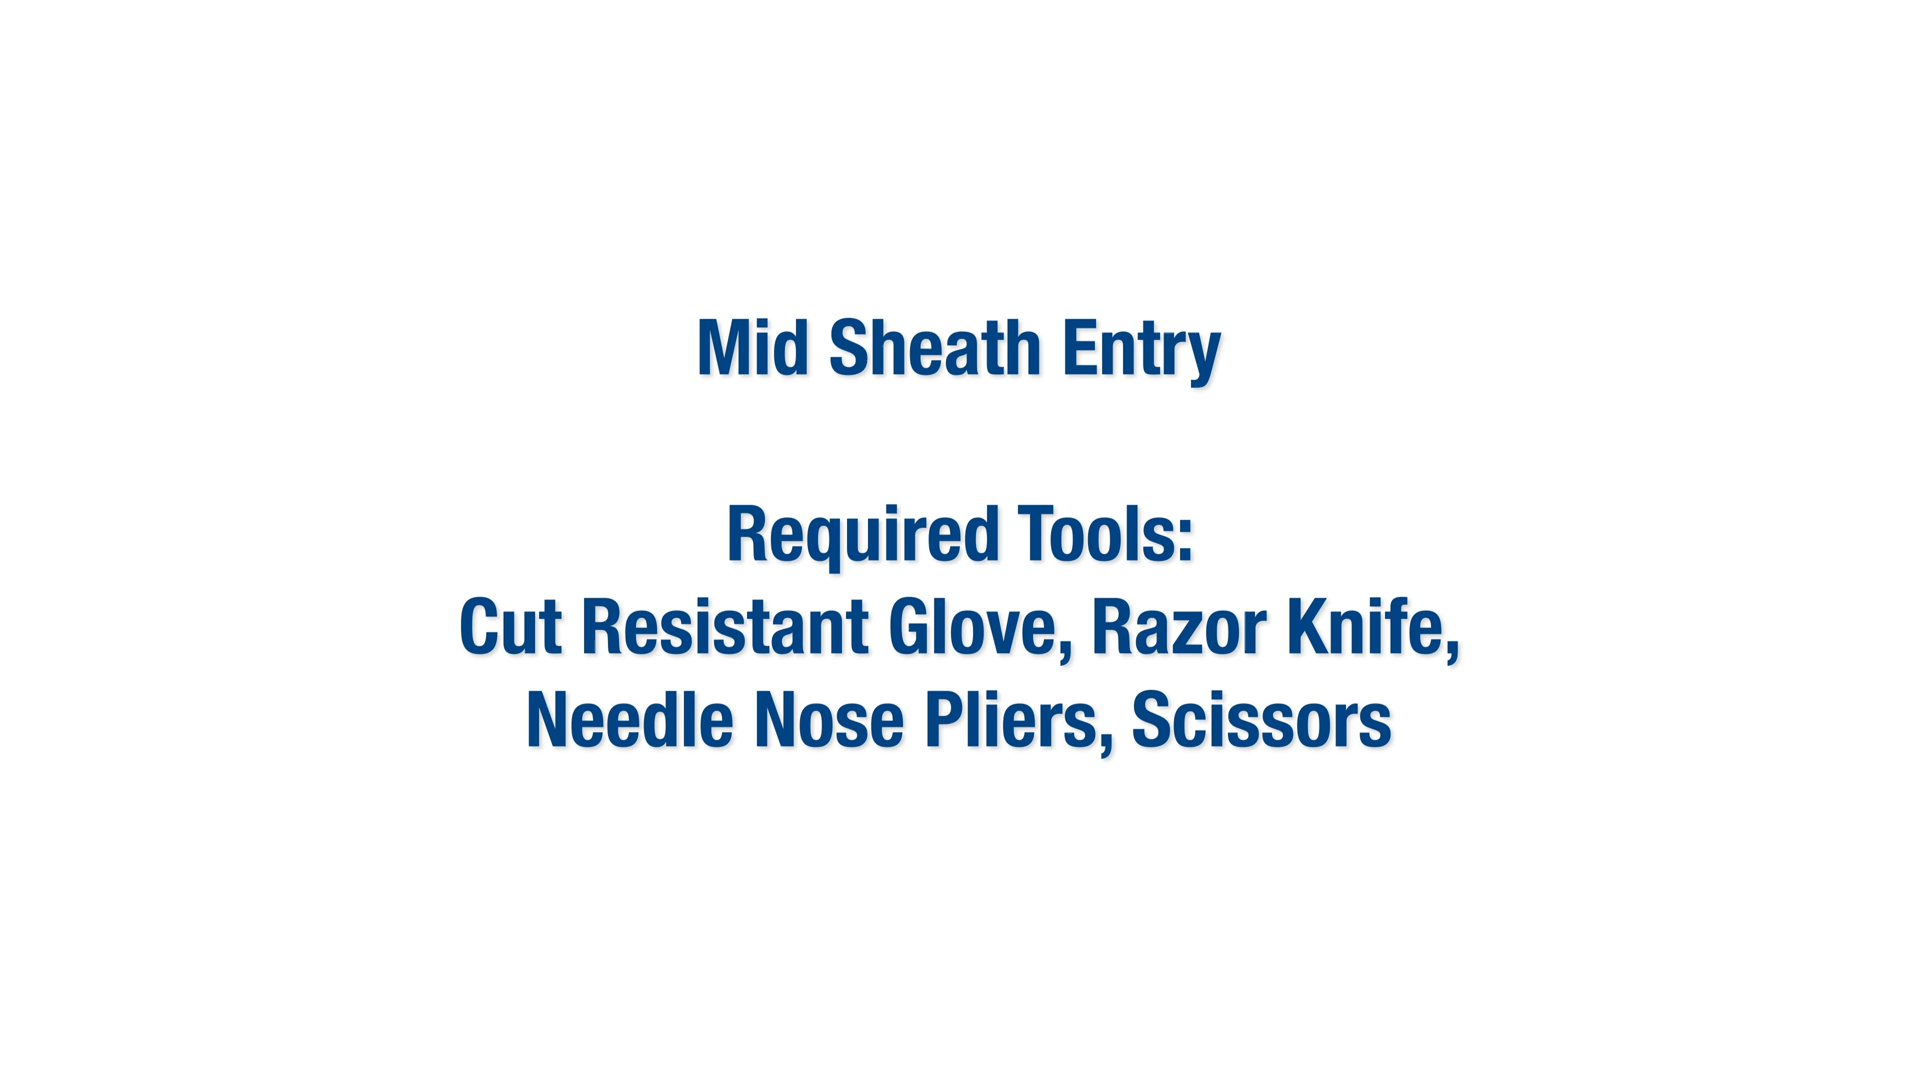 Mid Sheath Entry
Required Tools:
Cut Resistant Glove, Razor Knife,
Needle Nose Pliers, Scissors